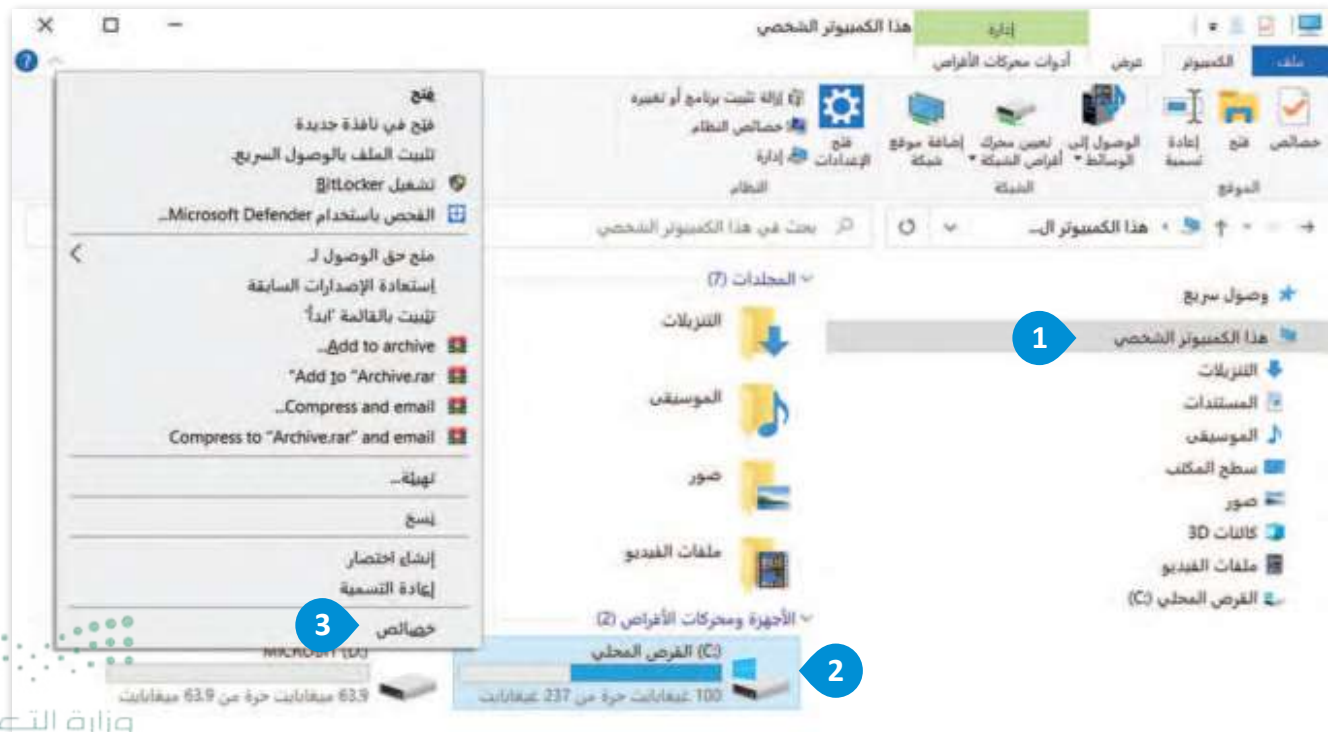 هذا الكمبيوتر الشخصي
إدارة
ملف
الكمبيوتر
عرض
أدوات محركات الأقراص
خصائص
فتح
إعادة تسمية
الموقع
الوصول إلى الوسائط
تعيين محرك أقراص الشبكة
إضافة موقع شبكة
الشبكة
فتح الإعدادات
إزالة تثبيت برنامج أو تغييره
خصائص النظام
إدارة
النظام
هذا الكمبيوتر ال...
بحث في هذا الكمبيوتر الشخصي
وصول سريع
هذا الكمبيوتر الشخصي
1
التنزيلات
المستندات
الموسيقى
سطح المكتب
صور
كائنات 3D
ملفات الفيديو
القرص المحلي (C:)
المجلدات (7)
التنزيلات
الموسيقى
صور
ملفات الفيديو
الأجهزة ومحركات الأقراص (2)
(C:) القرص المحلي
100 غيغابايت حرة من 237 غيغابايت
2
MICROBIT (D:)
63.9 ميغابايت حرة من 63.9 ميغابايت
فتح
فتح في نافذة جديدة
تثبيت الملف بالوصول السريع.
تشغيل BitLocker
الفحص باستخدام Microsoft Defender...
منح حق الوصول لـ
إستعادة الإصدارات السابقة
تثبيت بالقائمة "ابدأ"
Add to archive...
Add to "Archive.rar"
Compress and email...
Compress to "Archive.rar" and email
تهيئة...
نسخ
إنشاء اختصار
إعادة التسمية
خصائص
3